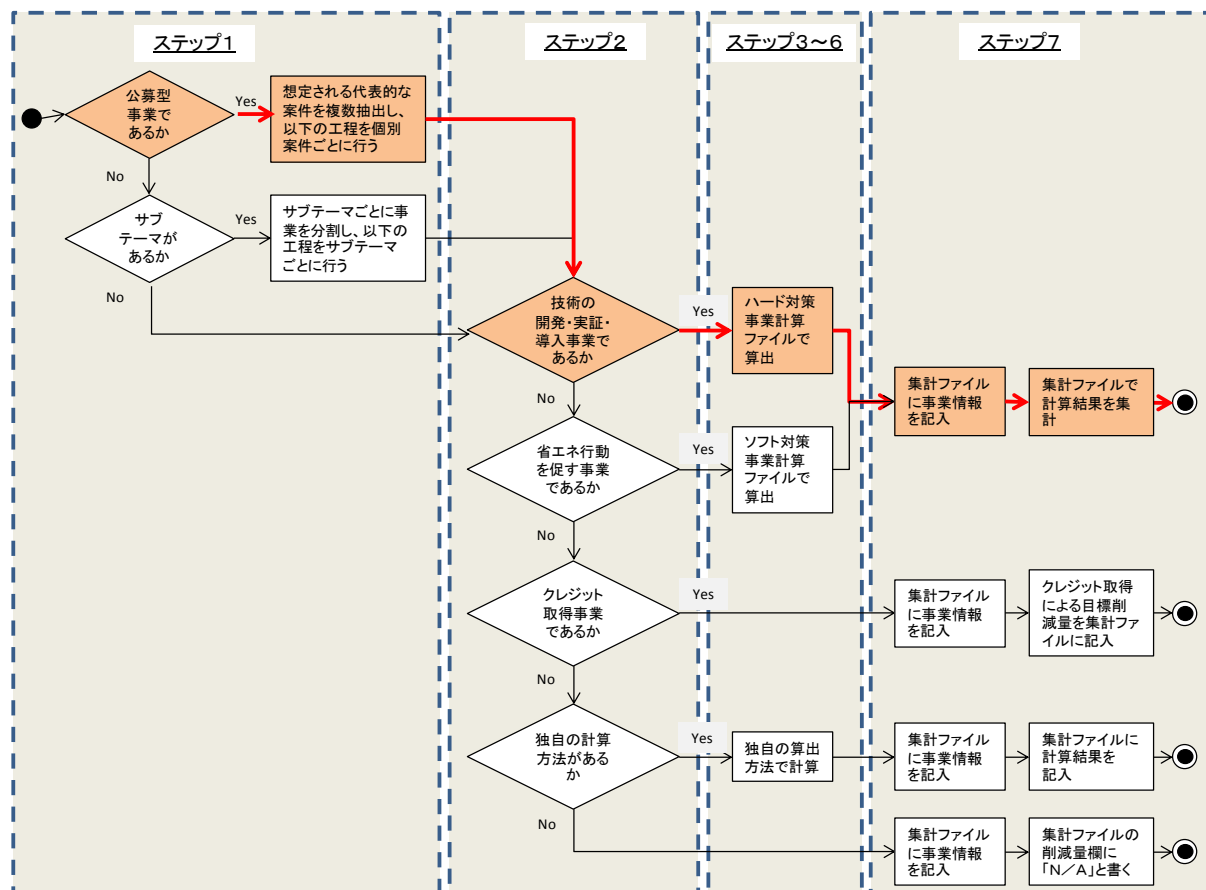 ステップ1
公募型
事業で
あるか
Yes
想定される代表的な
案件を複数抽出し、
以下の工程を個別
案件ごとに行う
No
サブ
テーマが
あるか
Yes
サブテーマごとに事
業を分割し、以下の
工程をサブテーマ
ごとに行う
No
ステップ2
技術の
開発・実証・
導入事業で
あるか
Yes
No
省エネ行動
を促す事業
であるか
Yes
No
クレジット
取得事業
であるか
Yes
No
独自の計算
方法がある
か
Yes
No
ステップ3~6
ハード対策
事業計算
ファイルで
算出
ソフト対策
事業計算
ファイルで
算出
独自の算出
方法で計算
ステップ7
集計ファイル
に事業情報
を記入
集計ファイルで
計算結果を集
計
集計ファイル
に事業情報
を記入
クレジット取得
による目標削
減量を集計ファ
イルに記入
集計ファイル
に事業情報
を記入
集計ファイルに
計算結果を
記入
集計ファイル
に事業情報
を記入
集計ファイルの
削減量欄に
「N/A」と書く